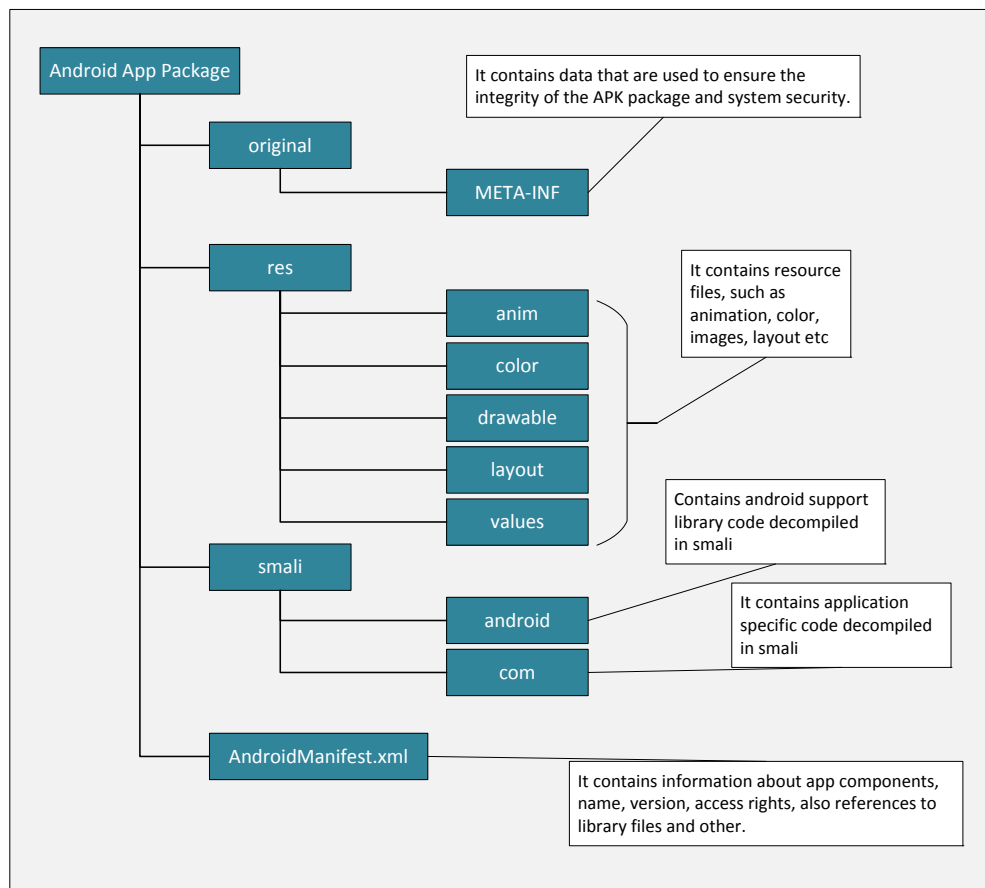 Android App Package
It contains data that are used to ensure the
integrity of the APK package and system security.
original
META-INF
res
It contains resource
files, such as
animation, color,
images, layout etc
anim
color
drawable
layout
values
Contains android support
library code decompiled
in smali
smali
android
It contains application
specific code decompiled
in smali
com
AndroidManifest.xml
It contains information about app components,
name, version, access rights, also references to
library files and other.